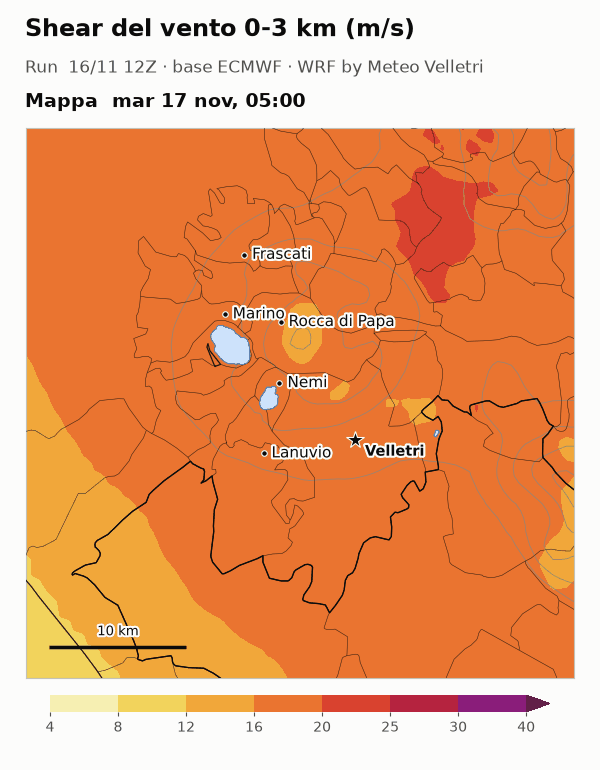 Shear del vento 0-3 km (m/s)
Run  16/11 12Z · base ECMWF · WRF by Meteo Velletri
Mappa  mar 17 nov, 05:00
Frascati
Marino
Rocca di Papa
Nemi
Velletri
Lanuvio
10 km
4 8 12 16 20 25 30 40